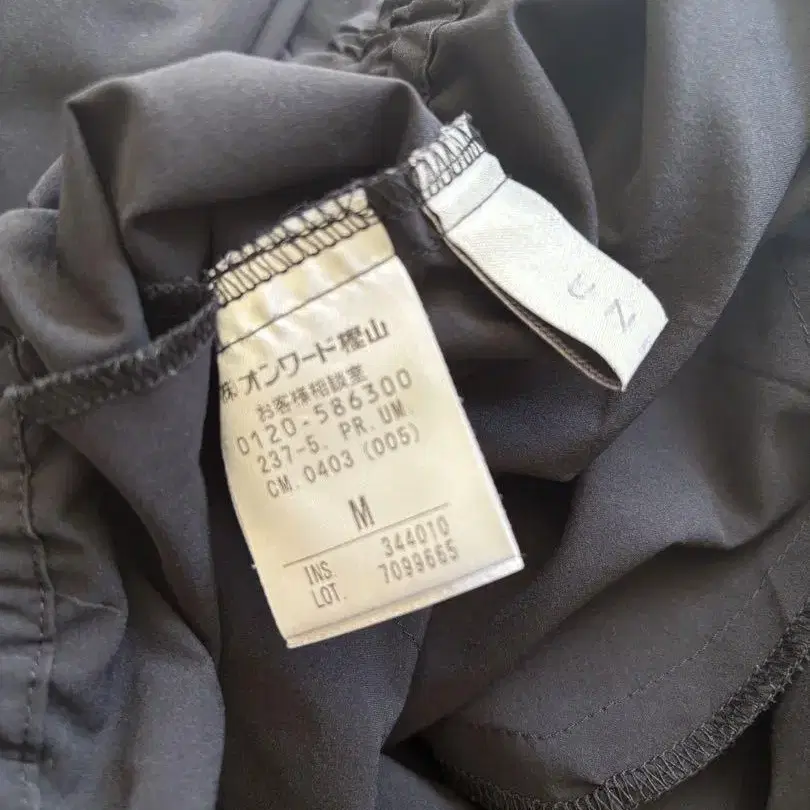 ㈱オンワード樫山
お客様相談室
0120-586300
237-5. PR. UM.
CM. 0403 (005)
M
INS. 344010
LOT. 7099665